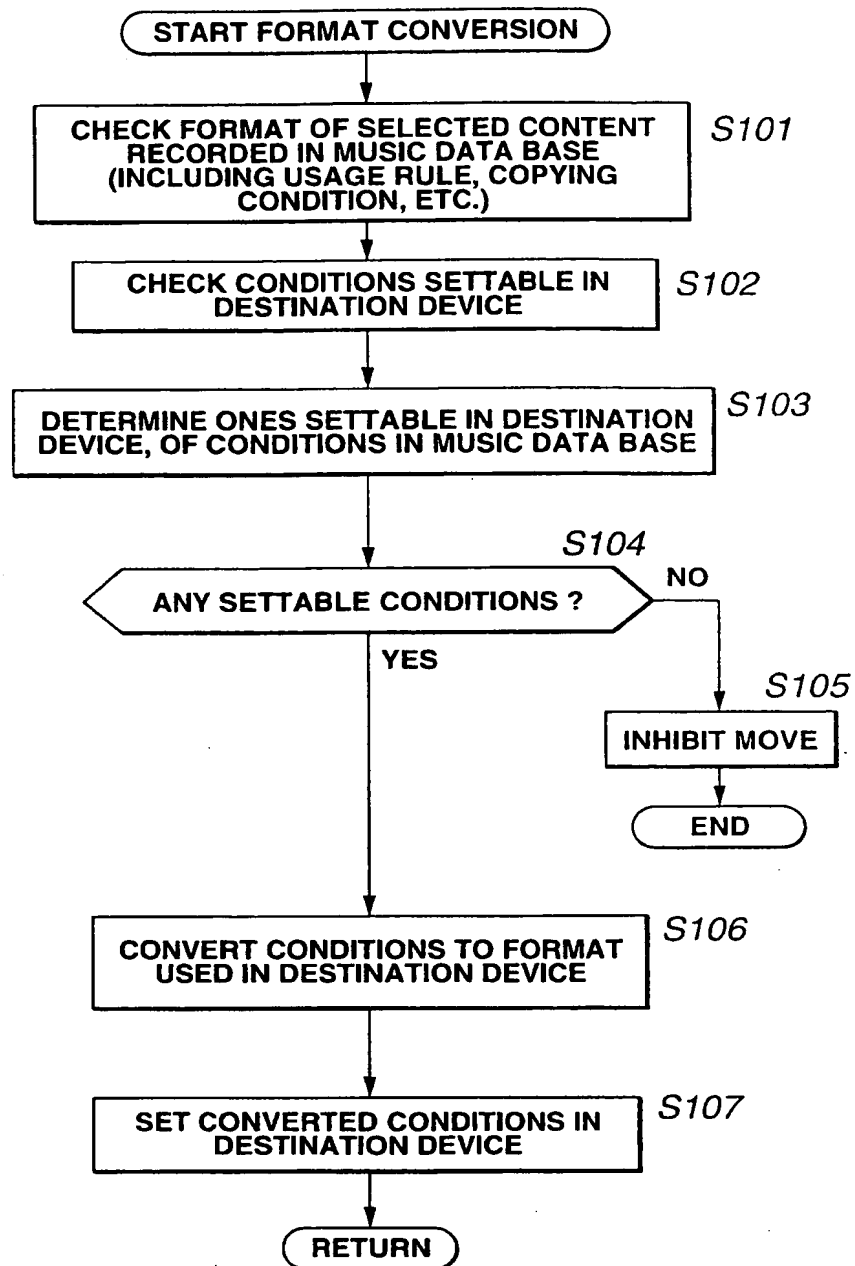 START FORMAT CONVERSION
CHECK FORMAT OF SELECTED CONTENT
RECORDED IN MUSIC DATA BASE
(INCLUDING USAGE RULE, COPYING
CONDITION, ETC.)
S101
CHECK CONDITIONS SETTABLE IN
DESTINATION DEVICE
S102
DETERMINE ONES SETTABLE IN DESTINATION
DEVICE, OF CONDITIONS IN MUSIC DATA BASE
S103
S104
ANY SETTABLE CONDITIONS ?
NO
YES
S105
INHIBIT MOVE
END
CONVERT CONDITIONS TO FORMAT
USED IN DESTINATION DEVICE
S106
SET CONVERTED CONDITIONS IN
DESTINATION DEVICE
S107
RETURN